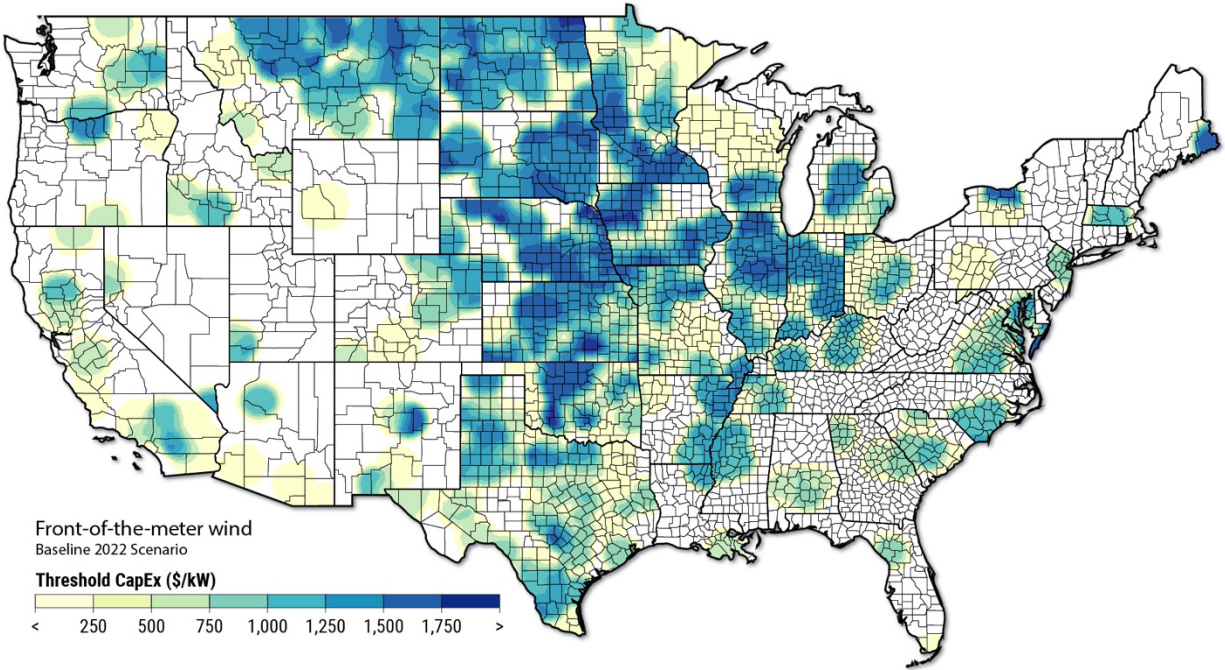 Front-of-the-meter wind
Baseline 2022 Scenario
Threshold CapEx ($/kW)
< 250 500 750 1,000 1,250 1,500 1,750 >